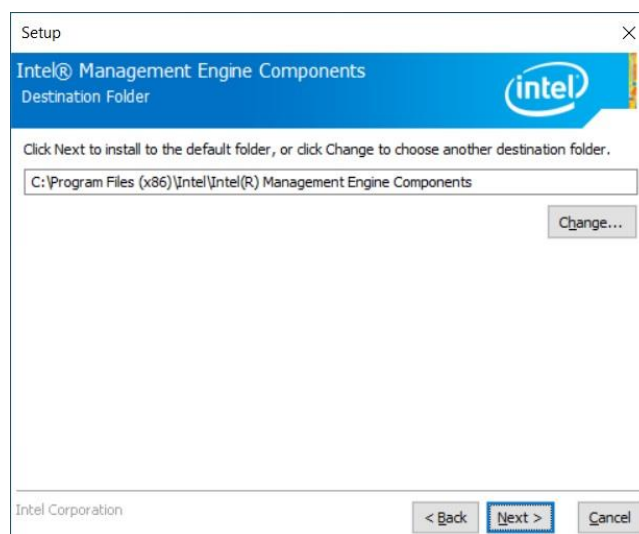 Setup
Intel® Management Engine Components
Destination Folder
intel
Click Next to install to the default folder, or click Change to choose another destination folder.
C:\Program Files (x86)\Intel\Intel(R) Management Engine Components
Change...
Intel Corporation
< Back Next > Cancel